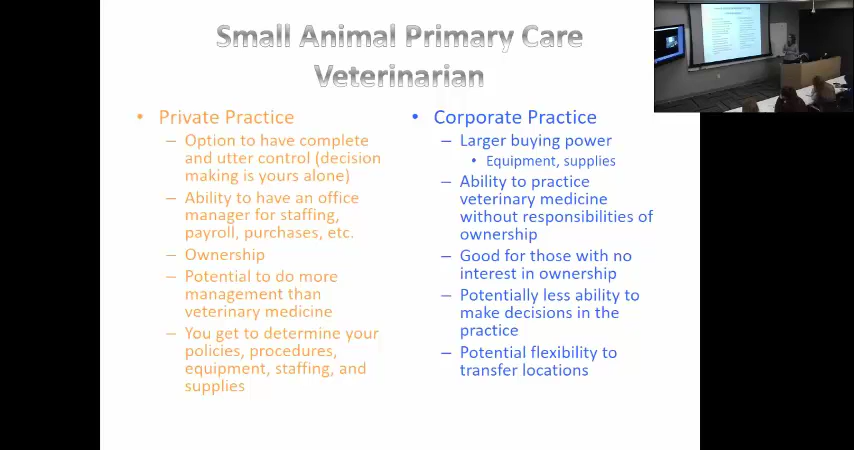 Small Animal Primary Care
Veterinarian
• Private Practice
– Option to have complete
and utter control (decision
making is yours alone)
– Ability to have an office
manager for staffing,
payroll, purchases, etc.
– Ownership
– Potential to do more
management than
veterinary medicine
– You get to determine your
policies, procedures,
equipment, staffing, and
supplies
• Corporate Practice
– Larger buying power
• Equipment, supplies
– Ability to practice
veterinary medicine
without responsibilities of
ownership
– Good for those with no
interest in ownership
– Potentially less ability to
make decisions in the
practice
– Potential flexibility to
transfer locations